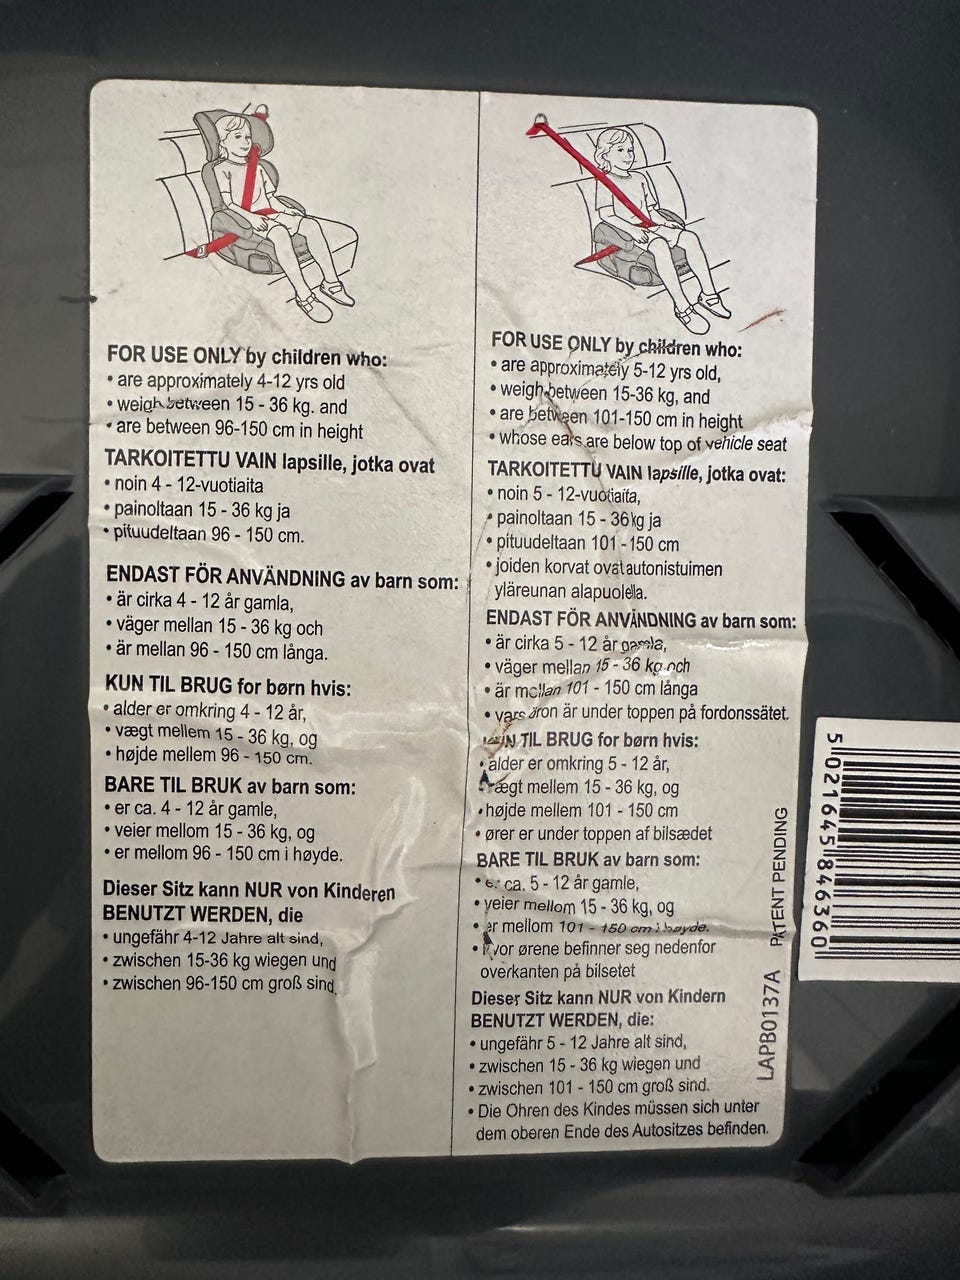 FOR USE ONLY by children who:
• are approximately 4-12 yrs old
• weigh between 15 - 36 kg. and
• are between 96-150 cm in height
TARKOITETTU VAIN lapsille, jotka ovat
• noin 4 - 12-vuotiaita
• painoltaan 15 - 36 kg ja
• pituudeltaan 96 - 150 cm.
ENDAST FÖR ANVÄNDNING av barn som:
• är cirka 4 - 12 år gamla,
• väger mellan 15 - 36 kg och
• är mellan 96 - 150 cm långa.
KUN TIL BRUG for børn hvis:
• alder er omkring 4 - 12 år,
• vægt mellem 15 - 36 kg, og
• højde mellem 96 - 150 cm.
BARE TIL BRUK av barn som:
• er ca. 4 - 12 år gamle,
• veier mellom 15 - 36 kg, og
• er mellom 96 - 150 cm i høyde.
Dieser Sitz kann NUR von Kinderen
BENUTZT WERDEN, die
• ungefähr 4-12 Jahre alt sind,
• zwischen 15-36 kg wiegen und
• zwischen 96-150 cm groß sind.
FOR USE ONLY by children who:
• are approximately 5-12 yrs old,
• weigh between 15-36 kg, and
• are between 101-150 cm in height
• whose ears are below top of vehicle seat
TARKOITETTU VAIN lapsille, jotka ovat:
• noin 5 - 12-vuotiaita,
• painoltaan 15 - 36 kg ja
• pituudeltaan 101 - 150 cm
• joiden korvat ovat autonistuimen
yläreunan alapuolella.
ENDAST FÖR ANVÄNDNING av barn som:
• är cirka 5 - 12 år gamla,
• väger mellan 15 - 36 kg och
• är mellan 101 - 150 cm långa
• vars öron är under toppen på fordonssätet.
KUN TIL BRUG for børn hvis:
• alder er omkring 5 - 12 år,
• vægt mellem 15 - 36 kg, og
• højde mellem 101 - 150 cm
• ører er under toppen af bilsædet
BARE TIL BRUK av barn som:
• er ca. 5 - 12 år gamle,
• veier mellom 15 - 36 kg, og
• er mellom 101 - 150 cm i høyde.
• hvor ørene befinner seg nedenfor
overkanten på bilsetet
Dieser Sitz kann NUR von Kindern
BENUTZT WERDEN, die:
• ungefähr 5 - 12 Jahre alt sind,
• zwischen 15 - 36 kg wiegen und
• zwischen 101 - 150 cm groß sind.
• Die Ohren des Kindes müssen sich unter
dem oberen Ende des Autositzes befinden.
LAPB0137A PATENT PENDING
5 021645 846360